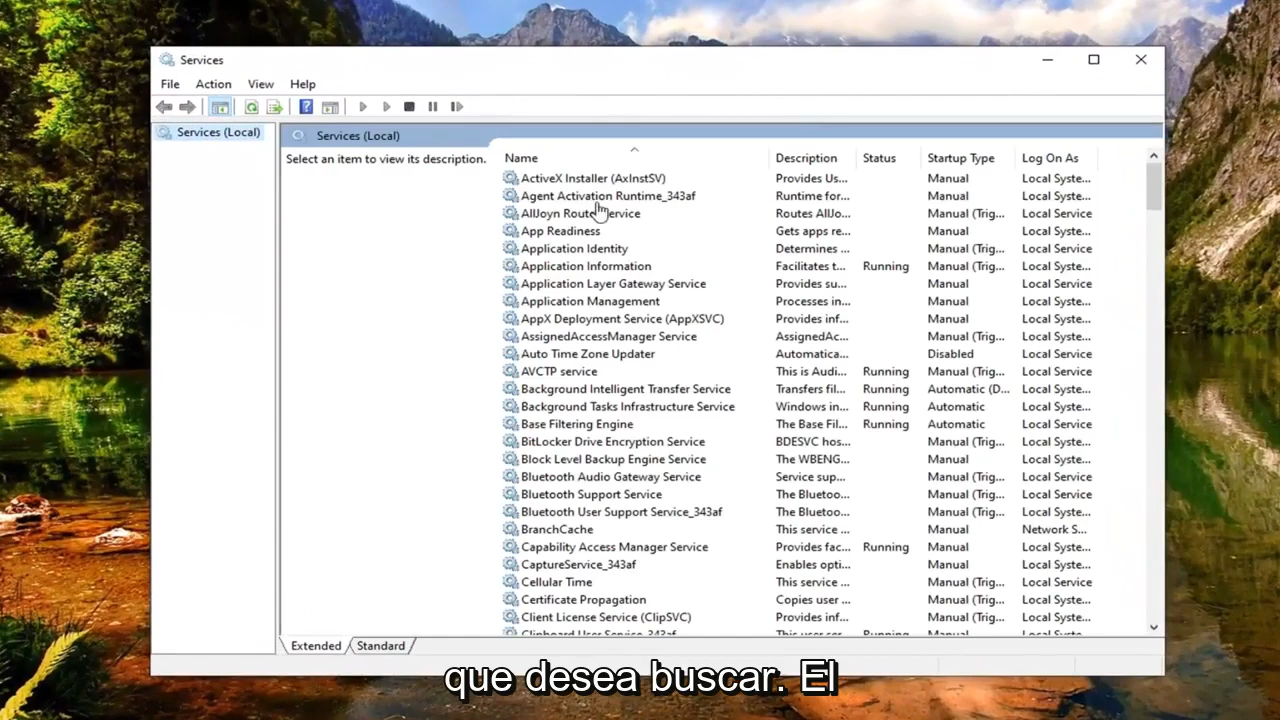 Services
File Action View Help
Services (Local)
Services (Local)
Select an item to view its description.
Name Description Status Startup Type Log On As
ActiveX Installer (AxInstSV) Provides Us... Manual Local Syste...
Agent Activation Runtime_343af Runtime for... Manual Local Syste...
AllJoyn Router Service Routes AllJo... Manual (Trig... Local Service
App Readiness Gets apps re... Manual Local Syste...
Application Identity Determines ... Manual (Trig... Local Service
Application Information Facilitates t... Running Manual (Trig... Local Syste...
Application Layer Gateway Service Provides su... Manual Local Service
Application Management Processes in... Manual Local Syste...
AppX Deployment Service (AppXSVC) Provides inf... Manual Local Syste...
AssignedAccessManager Service AssignedAc... Manual (Trig... Local Syste...
Auto Time Zone Updater Automatica... Disabled Local Service
AVCTP service This is Audi... Running Manual (Trig... Local Service
Background Intelligent Transfer Service Transfers fil... Running Automatic (D... Local Syste...
Background Tasks Infrastructure Service Windows in... Running Automatic Local Syste...
Base Filtering Engine The Base Fil... Running Automatic Local Service
BitLocker Drive Encryption Service BDESVC hos... Manual (Trig... Local Syste...
Block Level Backup Engine Service The WBENG... Manual Local Syste...
Bluetooth Audio Gateway Service Service sup... Manual (Trig... Local Service
Bluetooth Support Service The Bluetoo... Manual (Trig... Local Service
Bluetooth User Support Service_343af The Bluetoo... Manual (Trig... Local Syste...
BranchCache This service ... Manual Network S...
Capability Access Manager Service Provides fac... Running Manual Local Syste...
CaptureService_343af Enables opti... Manual Local Syste...
Cellular Time This service ... Manual (Trig... Local Service
Certificate Propagation Copies user ... Manual (Trig... Local Syste...
Client License Service (ClipSVC) Provides inf... Manual (Trig... Local Syste...
Clipboard User Service_343af This user ser... Running Manual Local Syste...
Extended Standard
que desea buscar. El